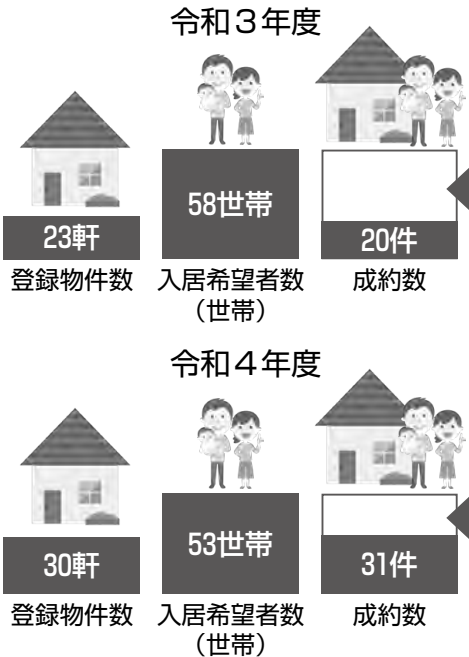 令和３年度
23軒
58世帯
20件
登録物件数
入居希望者数
（世帯）
成約数
令和４年度
30軒
53世帯
31件
登録物件数
入居希望者数
（世帯）
成約数